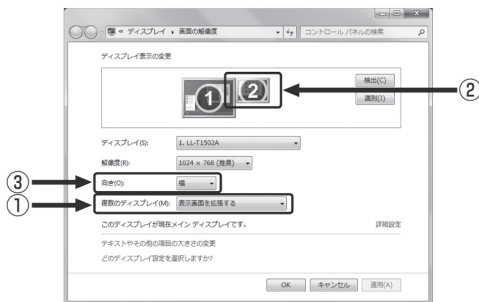 « ディスプレイ ▸ 画面の解像度
コントロール パネルの検索
ディスプレイ表示の変更
1
2
検出(C)
識別(I)
②
ディスプレイ(S): 1. LL-T1502A
解像度(R): 1024 × 768 (推奨)
③
向き(O): 横
①
複数のディスプレイ(M): 表示画面を拡張する
このディスプレイが現在メイン ディスプレイです。
詳細設定
テキストやその他の項目の大きさの変更
どのディスプレイ設定を選択しますか?
OK キャンセル 適用(A)